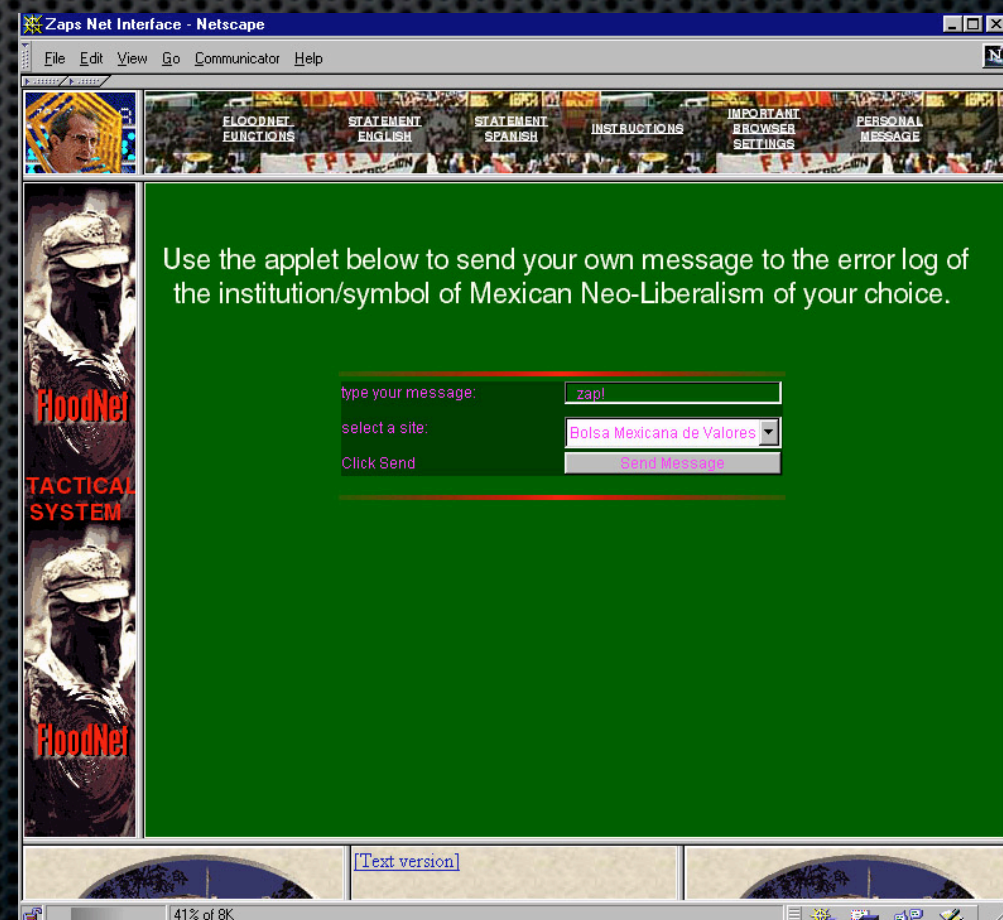 Zaps Net Interface - Netscape
File Edit View Go Communicator Help
FLOODNET
FUNCTIONS
STATEMENT
ENGLISH
STATEMENT
SPANISH
INSTRUCTIONS
IMPORTANT
BROWSER
SETTINGS
PERSONAL
MESSAGE
FPFV
FPFV
Use the applet below to send your own message to the error log of
the institution/symbol of Mexican Neo-Liberalism of your choice.
type your message: zap!
select a site: Bolsa Mexicana de Valores
Click Send Send Message
FloodNet
TACTICAL
SYSTEM
FloodNet
[Text version]
41% of 8K